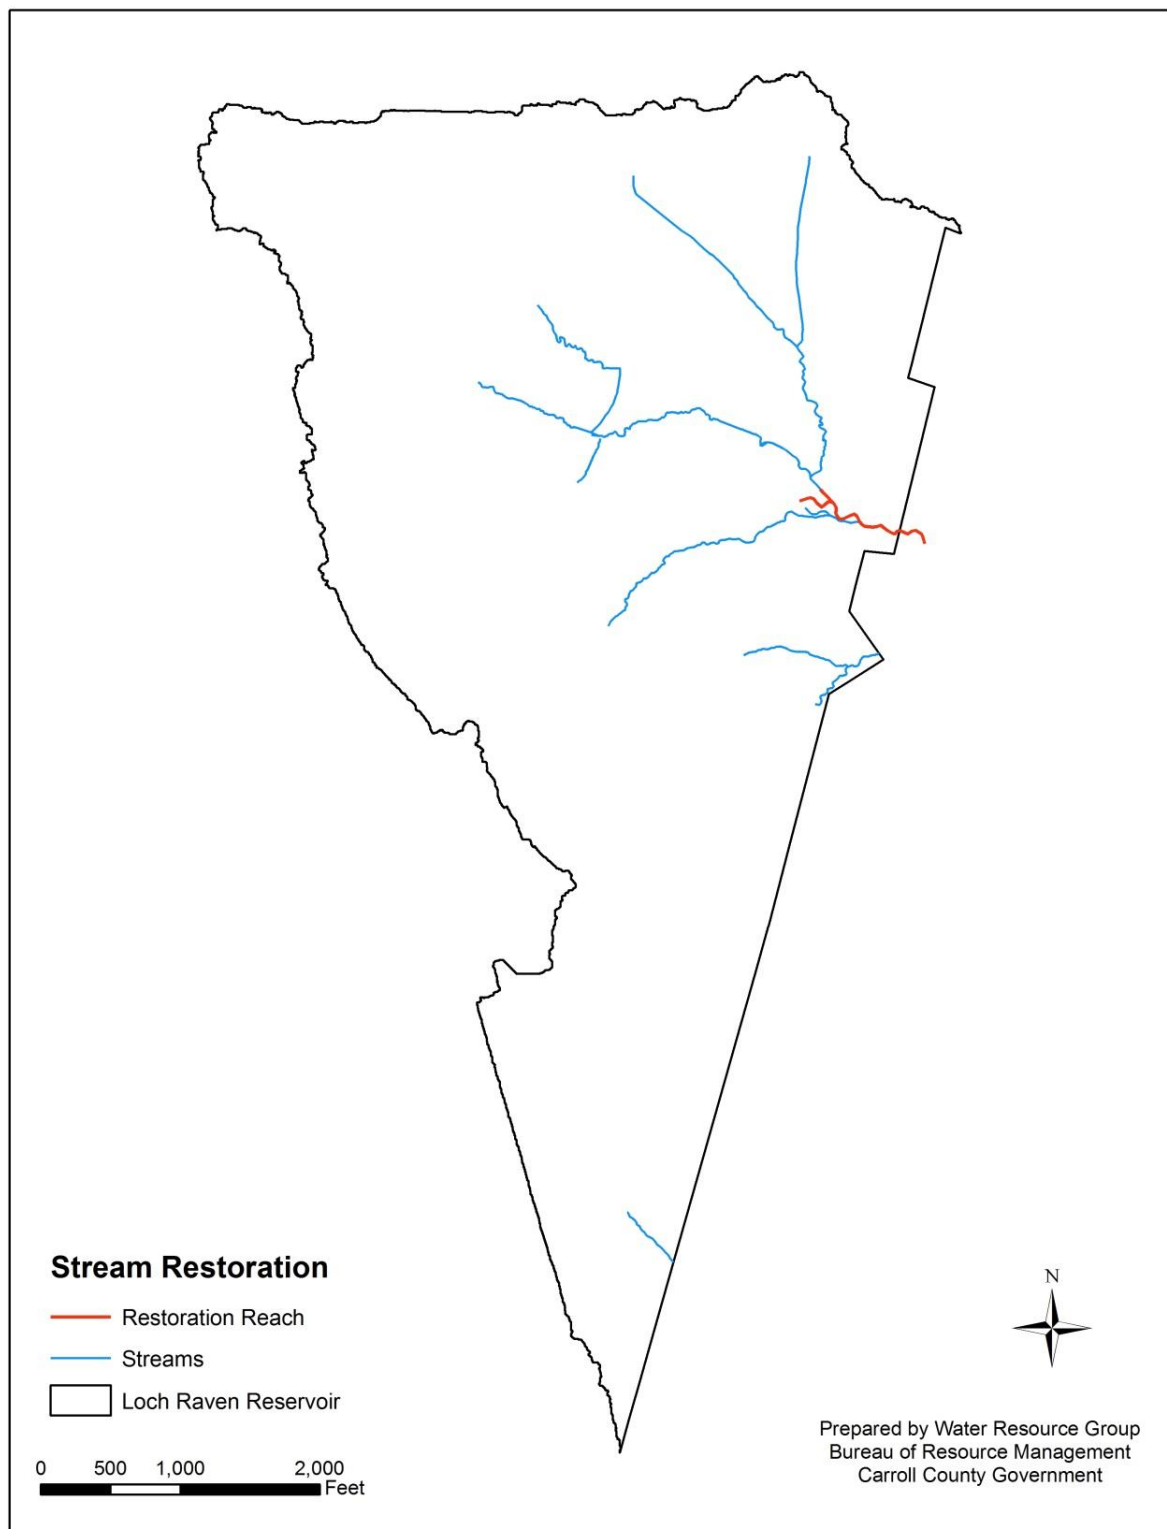 Stream Restoration
Restoration Reach
Streams
Loch Raven Reservoir
0 500 1,000 2,000
Feet
N
Prepared by Water Resource Group
Bureau of Resource Management
Carroll County Government